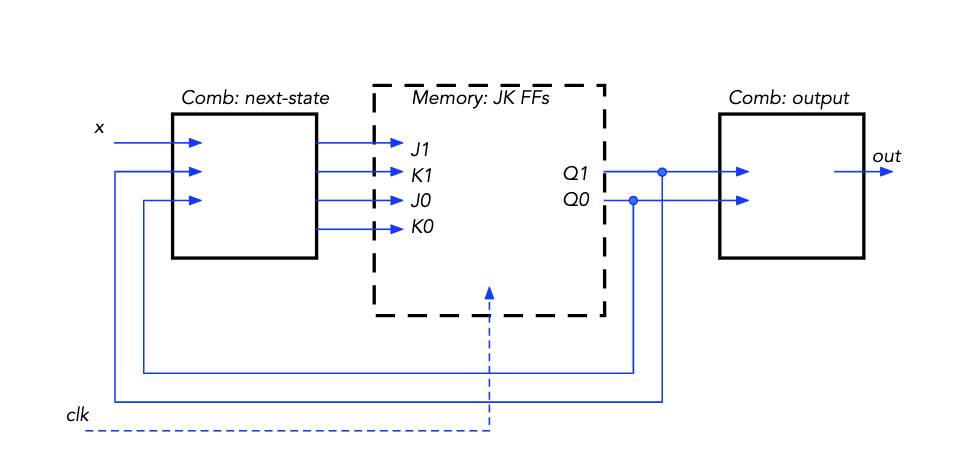 Comb: next-state
Memory: JK FFs
Comb: output
x
J1
K1
J0
K0
Q1
Q0
out
clk